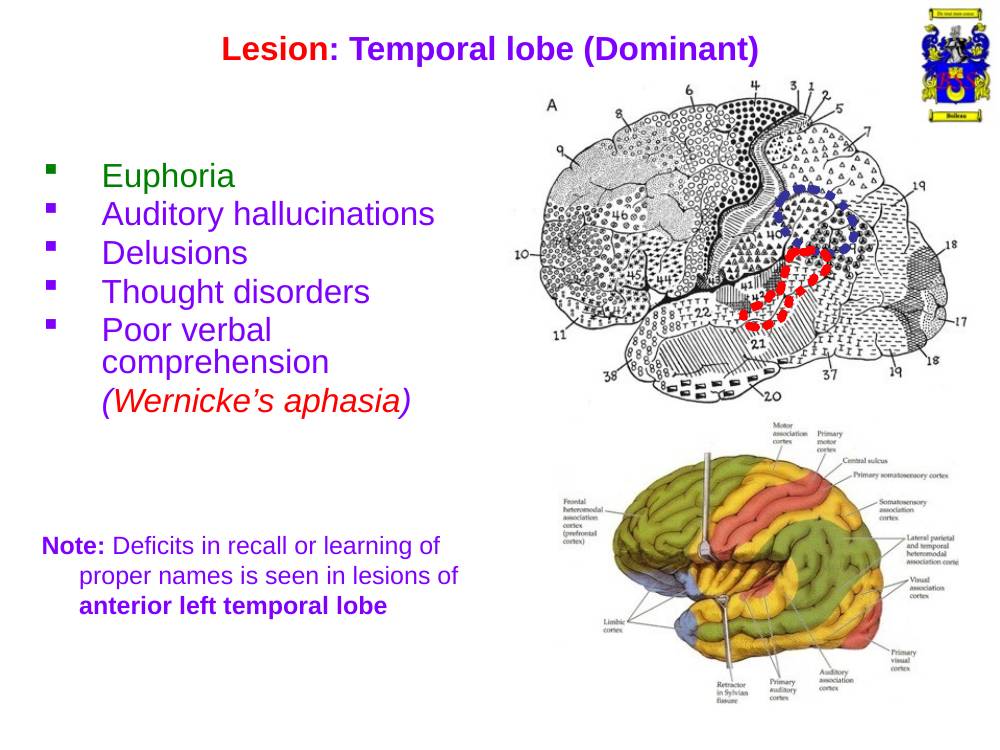 Lesion: Temporal lobe (Dominant)
Boileau
A
6
4
3
1
2
5
8
7
9
19
46
40
18
10
45
44
43
41
42
22
17
11
21
18
38
37
19
20
▪ Euphoria
▪ Auditory hallucinations
▪ Delusions
▪ Thought disorders
▪ Poor verbal
comprehension
(Wernicke’s aphasia)
Note: Deficits in recall or learning of
proper names is seen in lesions of
anterior left temporal lobe
Motor
association
cortex
Primary
motor
cortex
Central sulcus
Primary somatosensory cortex
Frontal
heteromodal
association
cortex
(prefrontal
cortex)
Somatosensory
association
cortex
Lateral parietal
and temporal
heteromodal
association corte
Visual
association
cortex
Limbic
cortex
Primary
visual
cortex
Retractor
in Sylvian
fissure
Primary
auditory
cortex
Auditory
association
cortex